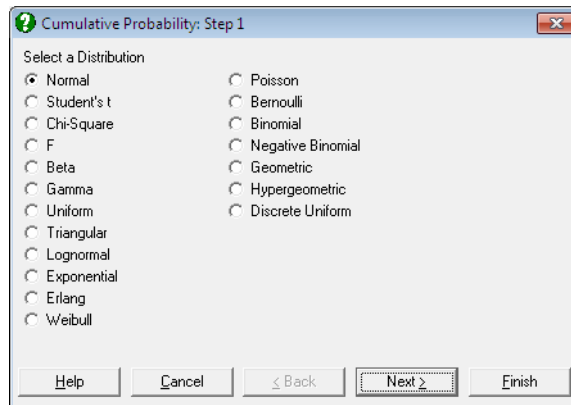 Cumulative Probability: Step 1
Select a Distribution
Normal
Student's t
Chi-Square
F
Beta
Gamma
Uniform
Triangular
Lognormal
Exponential
Erlang
Weibull
Poisson
Bernoulli
Binomial
Negative Binomial
Geometric
Hypergeometric
Discrete Uniform
Help Cancel < Back Next > Finish